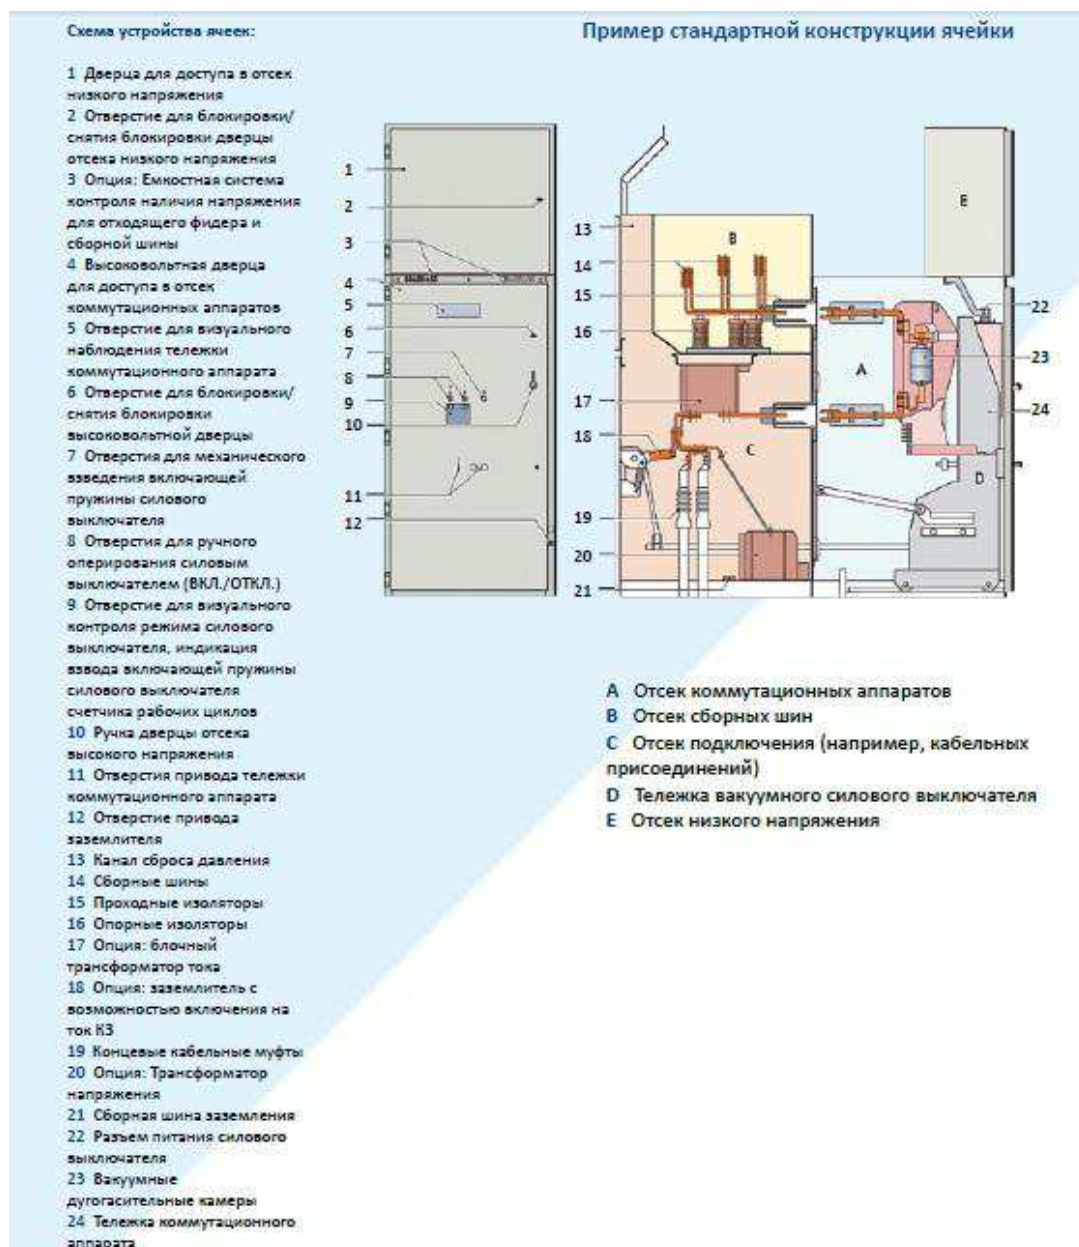 Схема устройства ячеек:
Пример стандартной конструкции ячейки
1 Дверца для доступа в отсек
низкого напряжения
2 Отверстие для блокировки/
снятия блокировки дверцы
отсека низкого напряжения
3 Опция: Емкостная система
контроля наличия напряжения
для отходящего фидера и
сборной шины
4 Высоковольтная дверца
для доступа в отсек
коммутационных аппаратов
5 Отверстие для визуального
наблюдения тележки
коммутационного аппарата
6 Отверстие для блокировки/
снятия блокировки
высоковольтной дверцы
7 Отверстия для механического
взведения включающей
пружины силового
выключателя
8 Отверстия для ручного
оперирования силовым
выключателем (ВКЛ./ОТКЛ.)
9 Отверстие для визуального
контроля режима силового
выключателя, индикация
взвода включающей пружины
силового выключателя
счетчика рабочих циклов
10 Ручка дверцы отсека
высокого напряжения
11 Отверстия привода тележки
коммутационного аппарата
12 Отверстие привода
заземлителя
13 Канал сброса давления
14 Сборные шины
15 Проходные изоляторы
16 Опорные изоляторы
17 Опция: блочный
трансформатор тока
18 Опция: заземлитель с
возможностью включения на
ток КЗ
19 Концевые кабельные муфты
20 Опция: Трансформатор
напряжения
21 Сборная шина заземления
22 Разъем питания силового
выключателя
23 Вакуумные
дугогасительные камеры
24 Тележка коммутационного
аппарата
1
2
3
4
5
6
7
8
9
10
11
12
13
14
15
16
17
18
19
20
21
B
A
C
E
D
22
23
24
A Отсек коммутационных аппаратов
B Отсек сборных шин
C Отсек подключения (например, кабельных
присоединений)
D Тележка вакуумного силового выключателя
E Отсек низкого напряжения